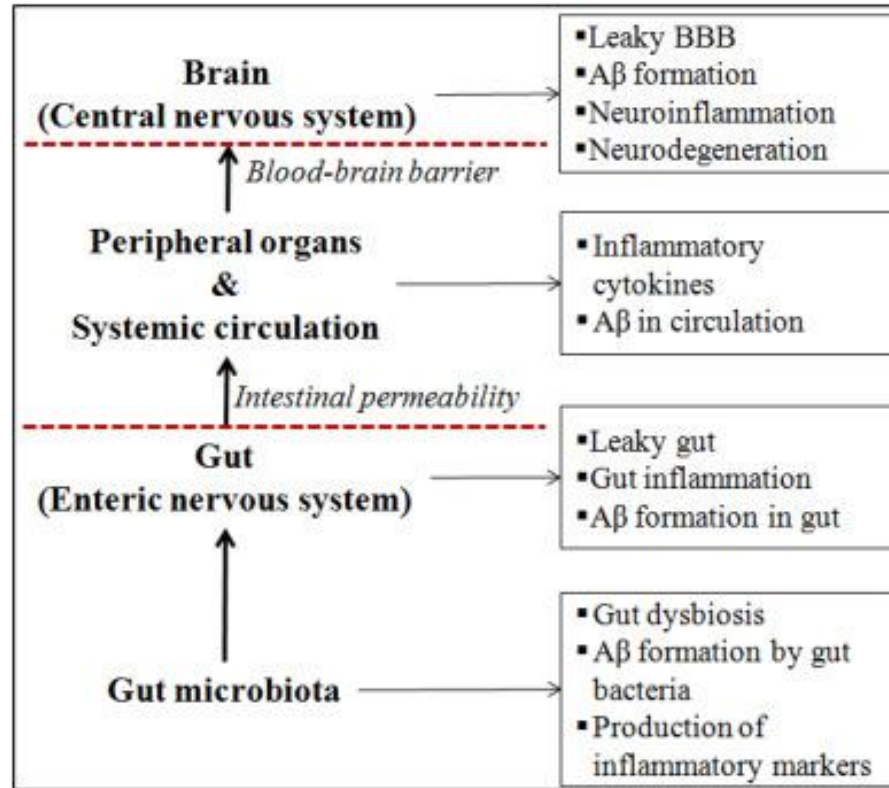 Brain
(Central nervous system)
▪Leaky BBB
▪Aβ formation
▪Neuroinflammation
▪Neurodegeneration
Blood-brain barrier
Peripheral organs
&
Systemic circulation
▪ Inflammatory
cytokines
▪ Aβ in circulation
Intestinal permeability
Gut
(Enteric nervous system)
▪Leaky gut
▪Gut inflammation
▪Aβ formation in gut
Gut microbiota
▪ Gut dysbiosis
▪ Aβ formation by gut
bacteria
▪ Production of
inflammatory markers